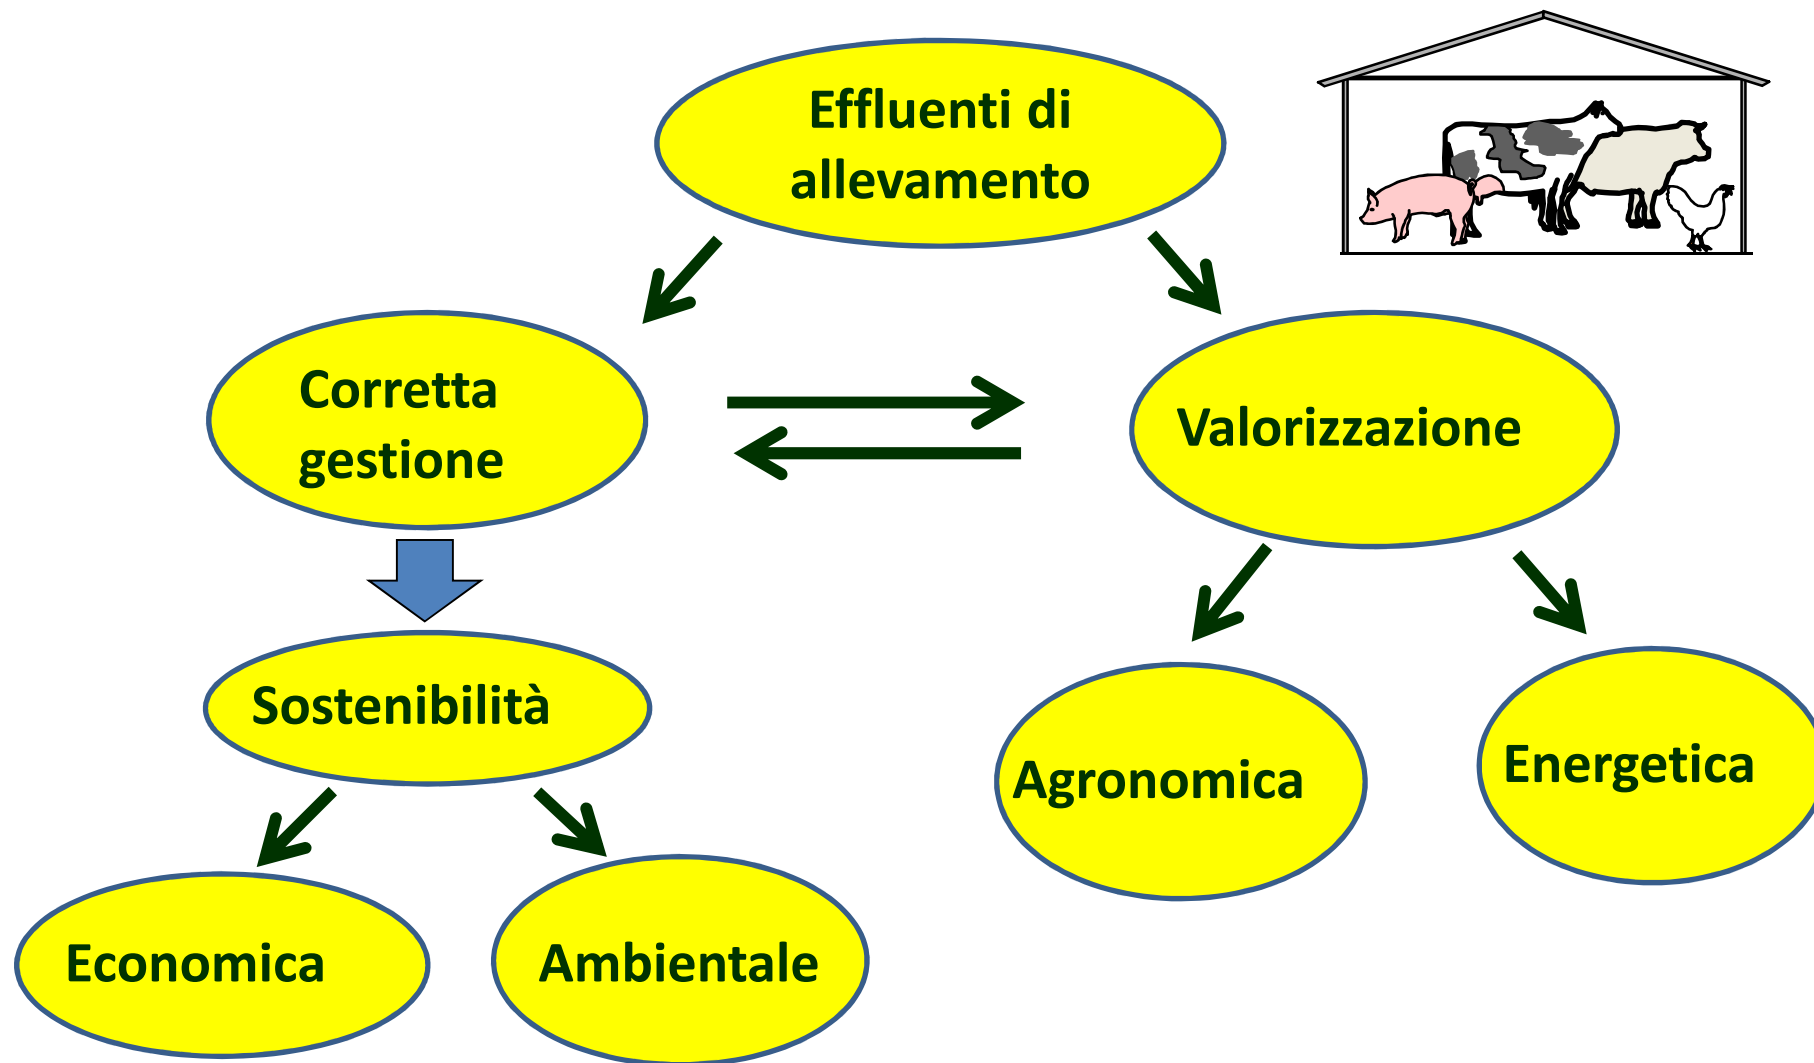 Effluenti di
allevamento
Corretta
gestione
Valorizzazione
Sostenibilità
Agronomica
Energetica
Economica
Ambientale